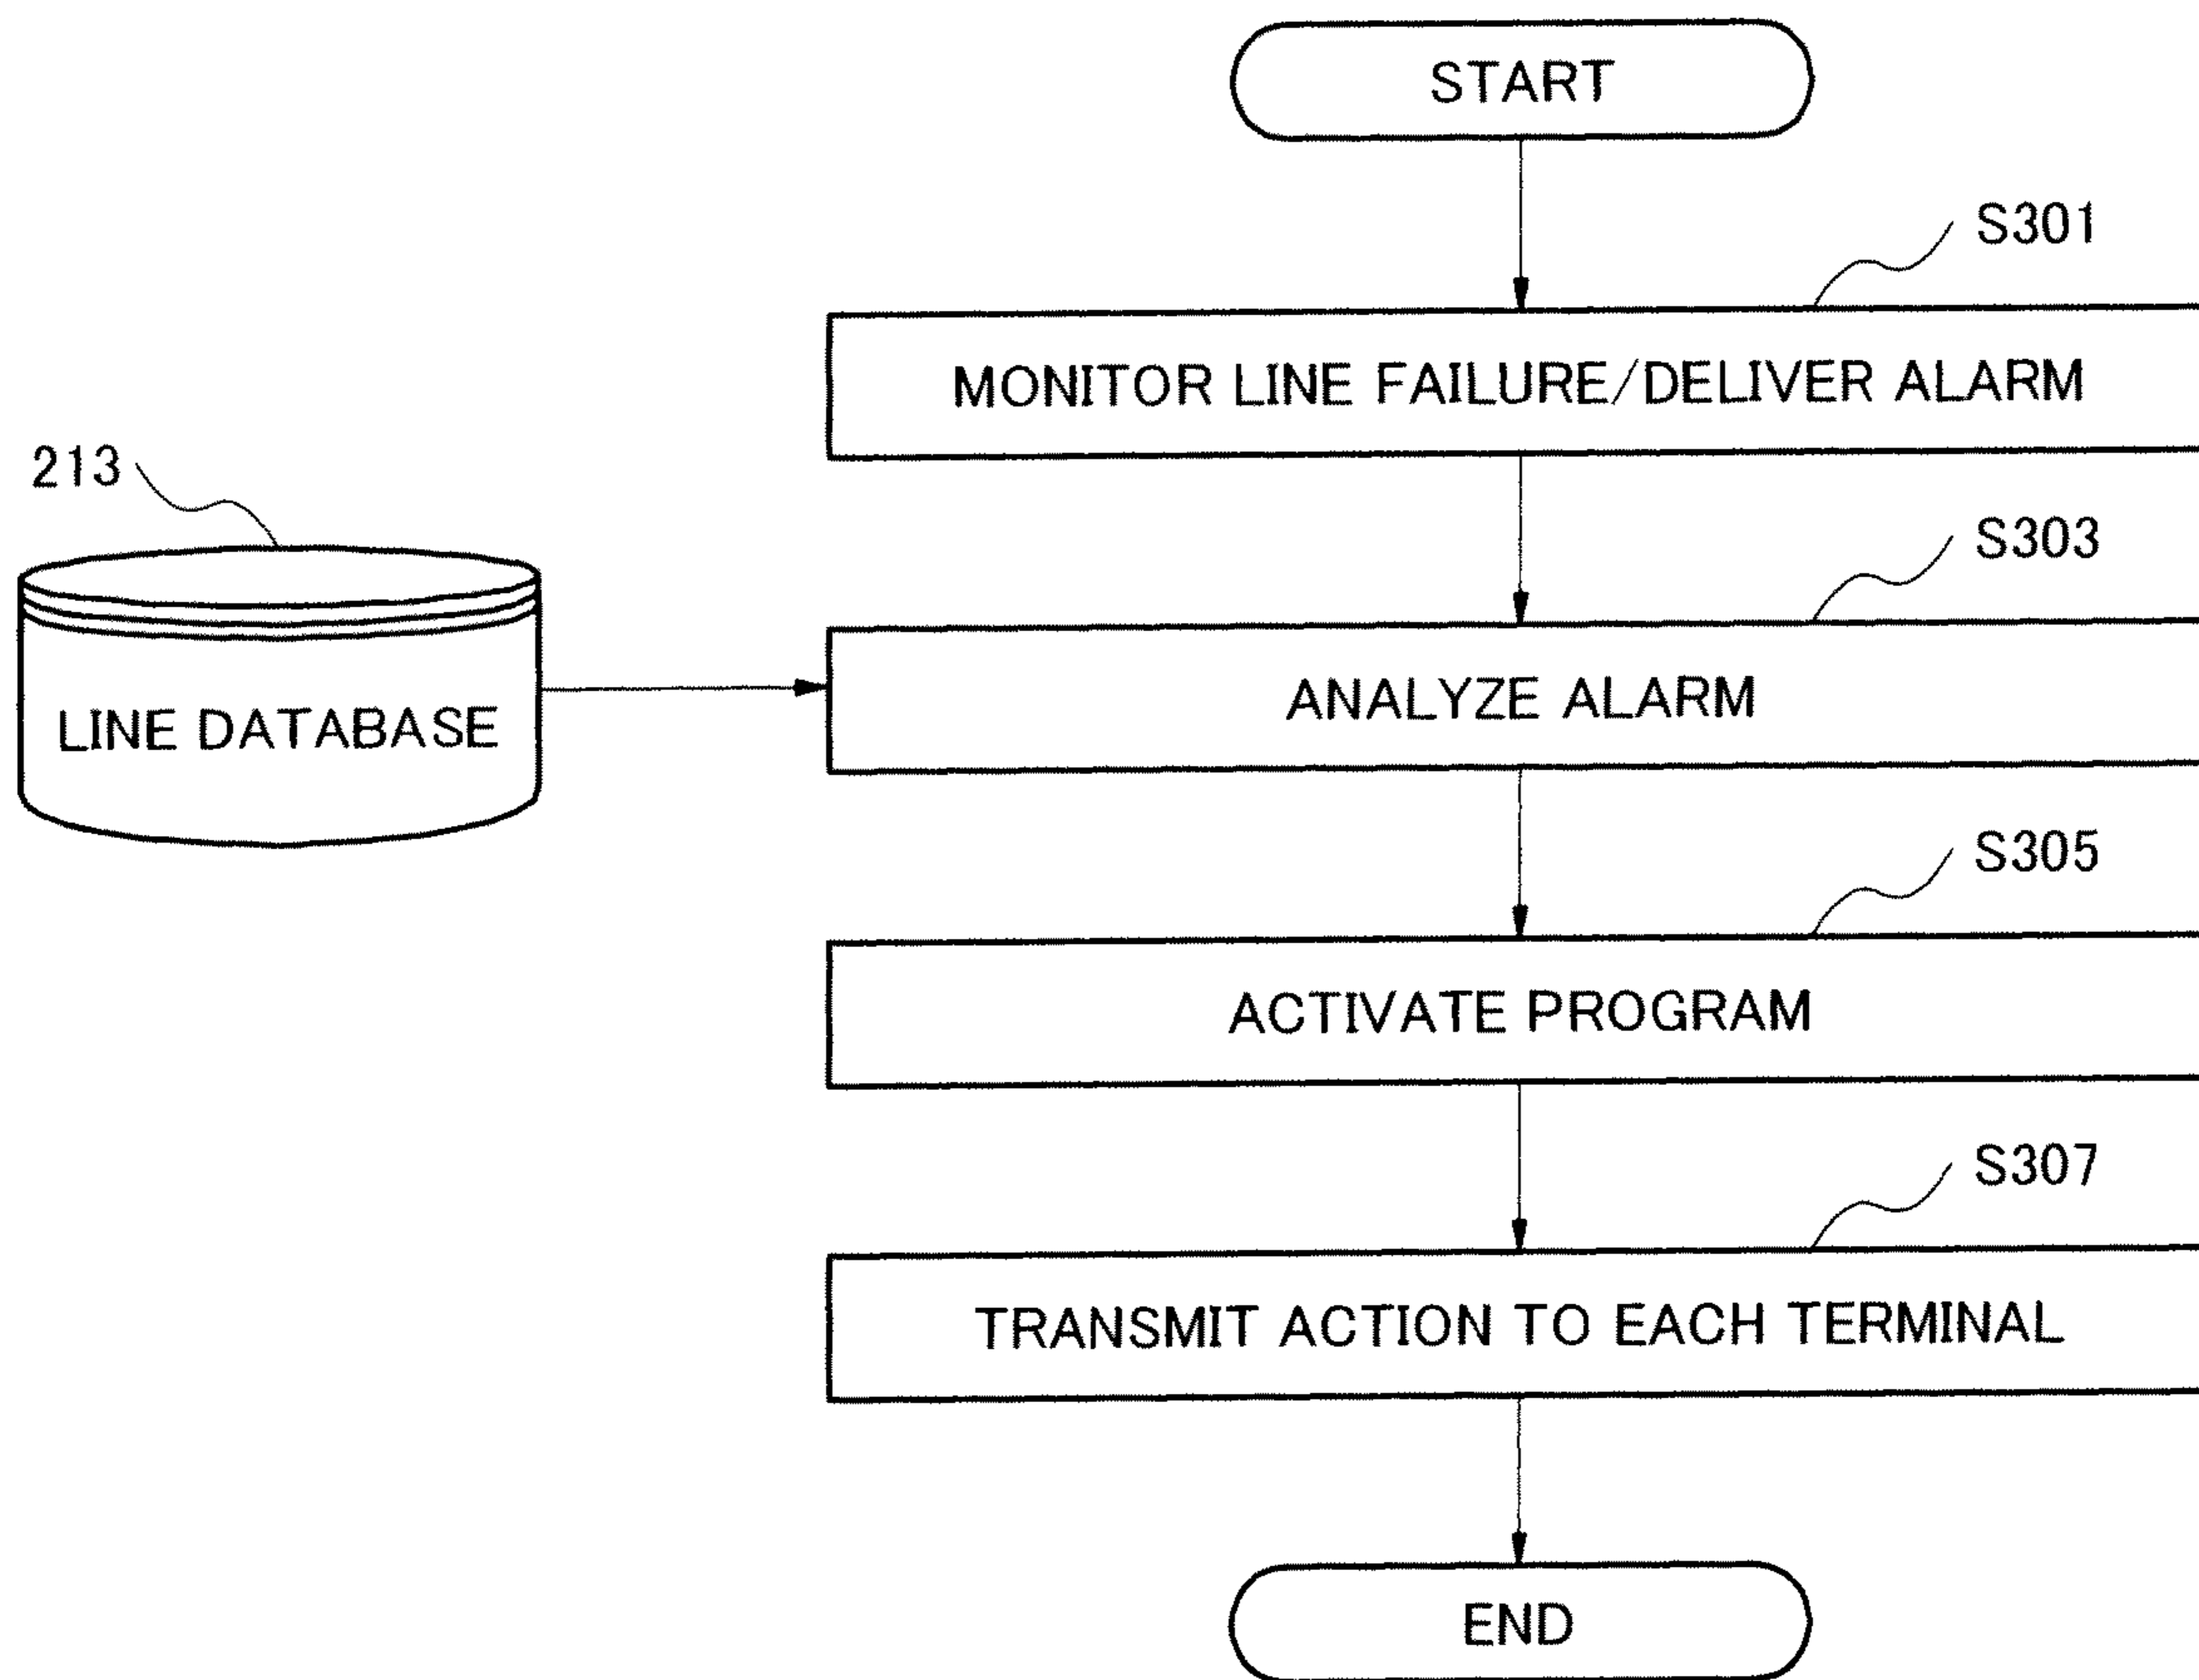 START
S301
MONITOR LINE FAILURE/DELIVER ALARM
213
S303
LINE DATABASE
ANALYZE ALARM
S305
ACTIVATE PROGRAM
S307
TRANSMIT ACTION TO EACH TERMINAL
END